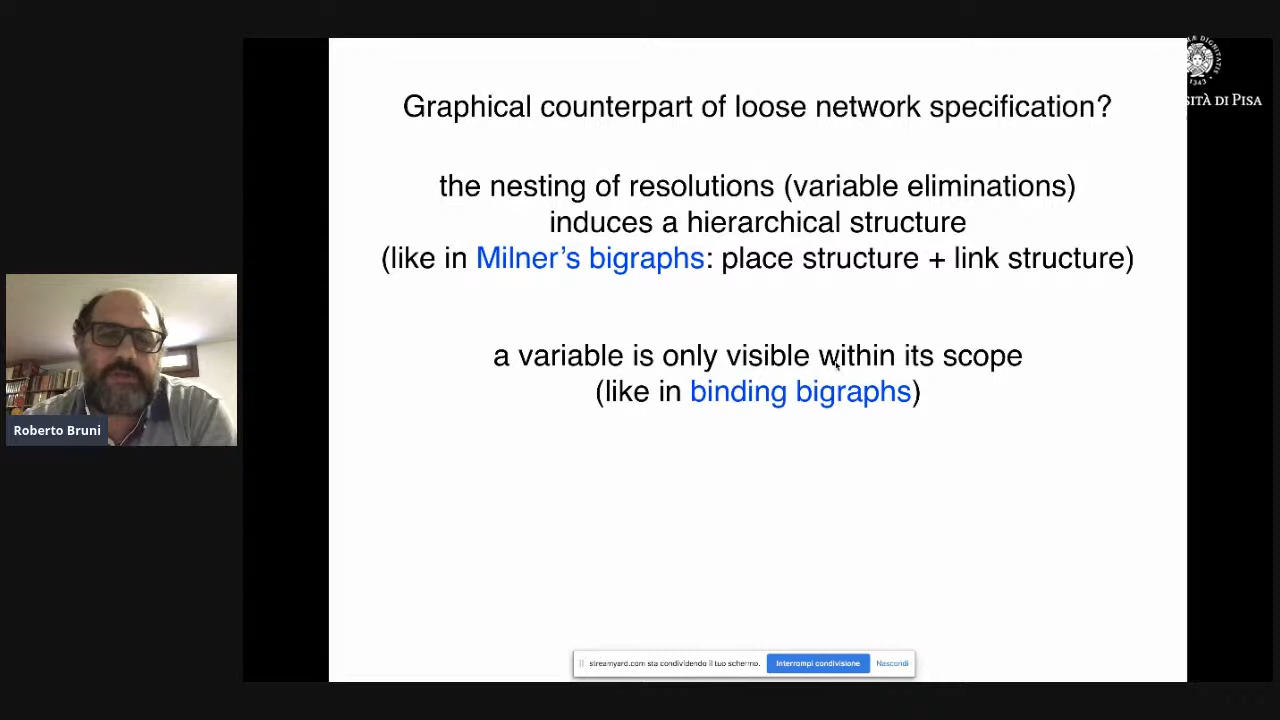 Graphical counterpart of loose network specification?
the nesting of resolutions (variable eliminations)
induces a hierarchical structure
(like in Milner's bigraphs: place structure + link structure)
a variable is only visible within its scope
(like in binding bigraphs)
SITÀ DI PISA
1343
Roberto Bruni
streamyard.com sta condividendo il tuo schermo.
Interrompi condivisione
Nascondi